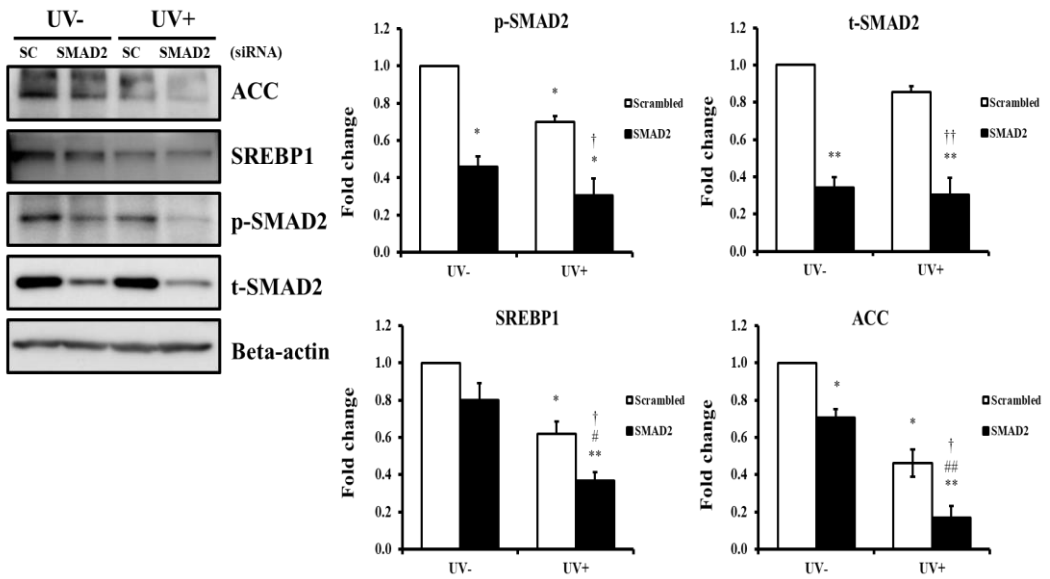 UV- UV+
SC SMAD2 SC SMAD2 (siRNA)
ACC
SREBP1
p-SMAD2
t-SMAD2
Beta-actin
p-SMAD2
Fold change
1.2
1.0
0.8
0.6
0.4
0.2
0.0
*
*
†
*
UV- UV+
Scrambled
SMAD2
t-SMAD2
Fold change
1.2
1.0
0.8
0.6
0.4
0.2
0.0
**
††
**
UV- UV+
Scrambled
SMAD2
SREBP1
Fold change
1.2
1.0
0.8
0.6
0.4
0.2
0.0
*
†
#
**
UV- UV+
Scrambled
SMAD2
ACC
Fold change
1.2
1.0
0.8
0.6
0.4
0.2
0.0
*
*
†
##
**
UV- UV+
Scrambled
SMAD2